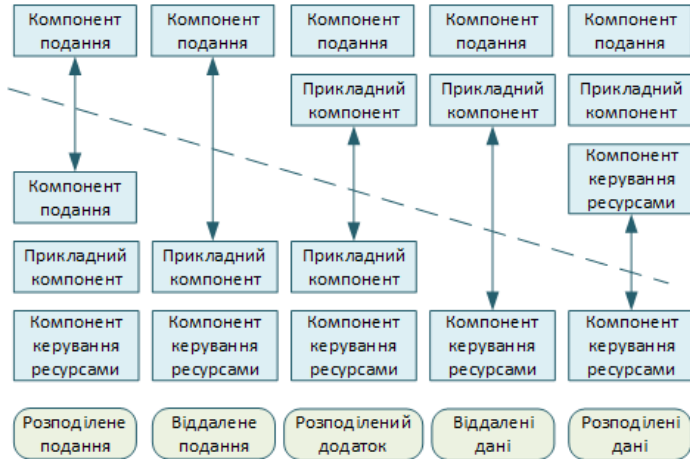 Компонент
подання
Компонент
подання
Компонент
подання
Компонент
подання
Компонент
подання
Прикладний
компонент
Прикладний
компонент
Прикладний
компонент
Компонент
керування
ресурсами
Компонент
подання
Прикладний
компонент
Прикладний
компонент
Прикладний
компонент
Компонент
керування
ресурсами
Компонент
керування
ресурсами
Компонент
керування
ресурсами
Компонент
керування
ресурсами
Компонент
керування
ресурсами
Розподілене
подання
Віддалене
подання
Розподілений
додаток
Віддалені
дані
Розподілені
дані